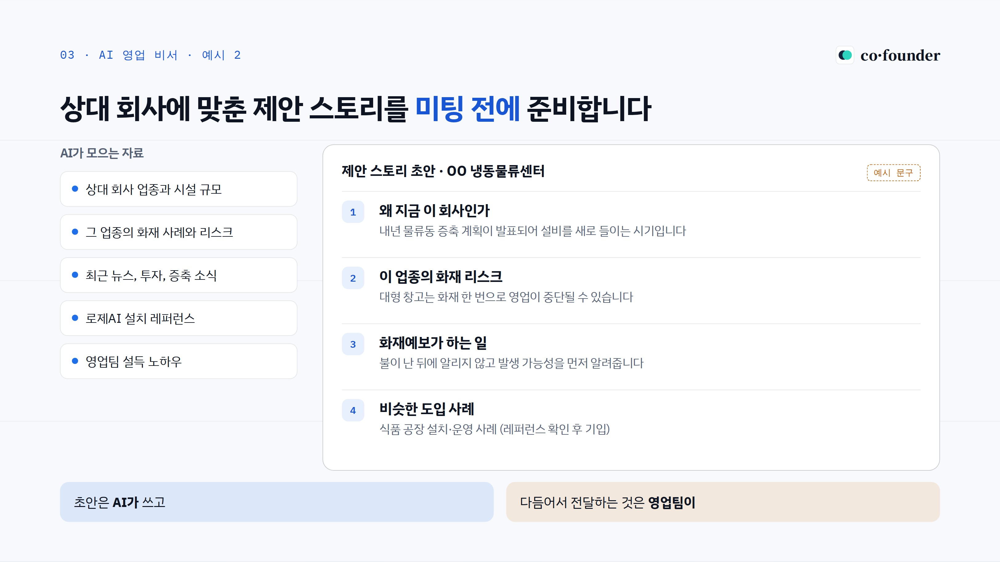 03 · AI 영업 비서 · 예시 2
co·founder
상대 회사에 맞춘 제안 스토리를 미팅 전에 준비합니다
AI가 모으는 자료
상대 회사 업종과 시설 규모
그 업종의 화재 사례와 리스크
최근 뉴스, 투자, 증축 소식
로제AI 설치 레퍼런스
영업팀 설득 노하우
제안 스토리 초안 · OO 냉동물류센터
예시 문구
1
왜 지금 이 회사인가
내년 물류동 증축 계획이 발표되어 설비를 새로 들이는 시기입니다
2
이 업종의 화재 리스크
대형 창고는 화재 한 번으로 영업이 중단될 수 있습니다
3
화재예보가 하는 일
불이 난 뒤에 알리지 않고 발생 가능성을 먼저 알려줍니다
4
비슷한 도입 사례
식품 공장 설치·운영 사례 (레퍼런스 확인 후 기입)
초안은 AI가 쓰고
다듬어서 전달하는 것은 영업팀이